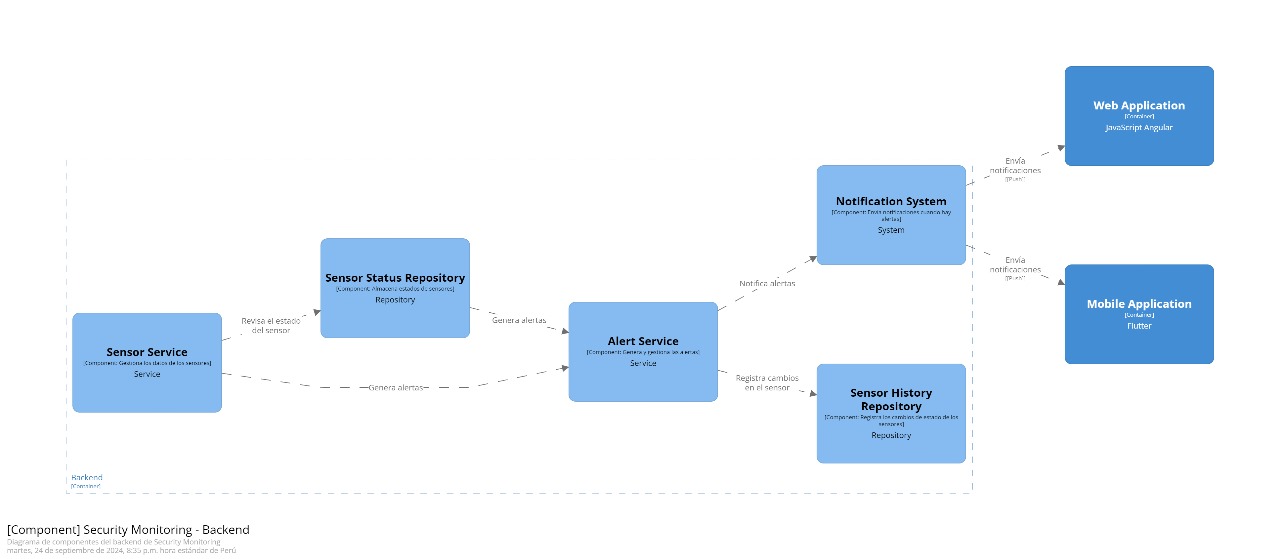 Web Application
[Container]
JavaScript Angular
Envía
notificaciones
[['Push']]
Notification System
[Component: Envia notificaciones cuando hay
alertas]
System
Sensor Status Repository
[Component: Almacena estados de sensores]
Repository
Envía
notificaciones
[['Push']]
Mobile Application
[Container]
Flutter
Notifica alertas
Revisa el estado
del sensor
Genera alertas
Sensor Service
[Component: Gestiona los datos de los sensores]
Service
Alert Service
[Component: Genera y gestiona las alertas]
Service
Genera alertas
Registra cambios
en el sensor
Sensor History
Repository
[Component: Registra los cambios de estado de los
sensores]
Repository
Backend
[Container]
[Component] Security Monitoring - Backend
Diagrama de componentes del backend de Security Monitoring
martes, 24 de septiembre de 2024, 8:35 p.m. hora estándar de Perú